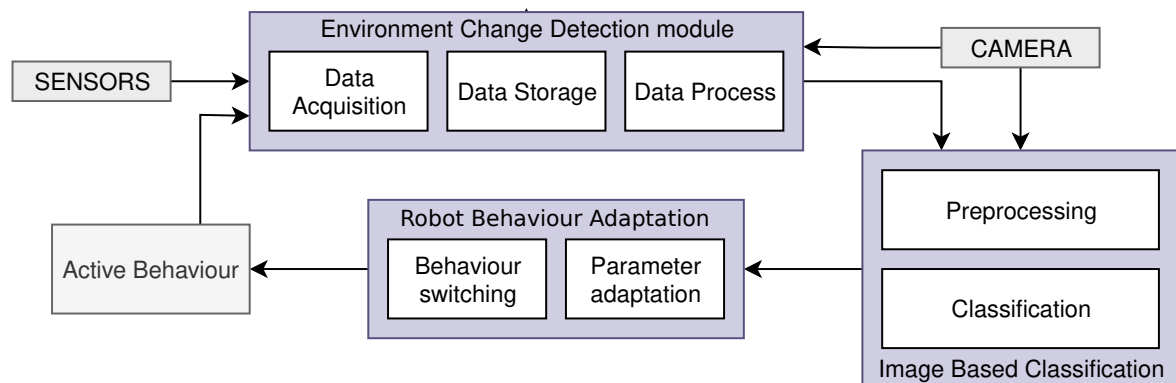 Environment Change Detection module
CAMERA
SENSORS
Data
Acquisition
Data Storage
Data Process
Preprocessing
Robot Behaviour Adaptation
Active Behaviour
Behaviour
switching
Parameter
adaptation
Classification
Image Based Classification